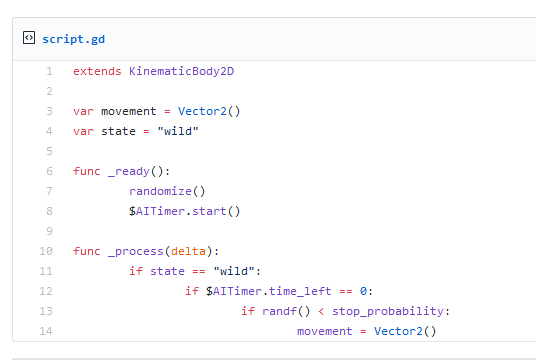 script.gd
1 extends KinematicBody2D
2
3 var movement = Vector2()
4 var state = "wild"
5
6 func _ready():
7 randomize()
8 $AITimer.start()
9
10 func _process(delta):
11 if state == "wild":
12 if $AITimer.time_left == 0:
13 if randf() < stop_probability:
14 movement = Vector2()